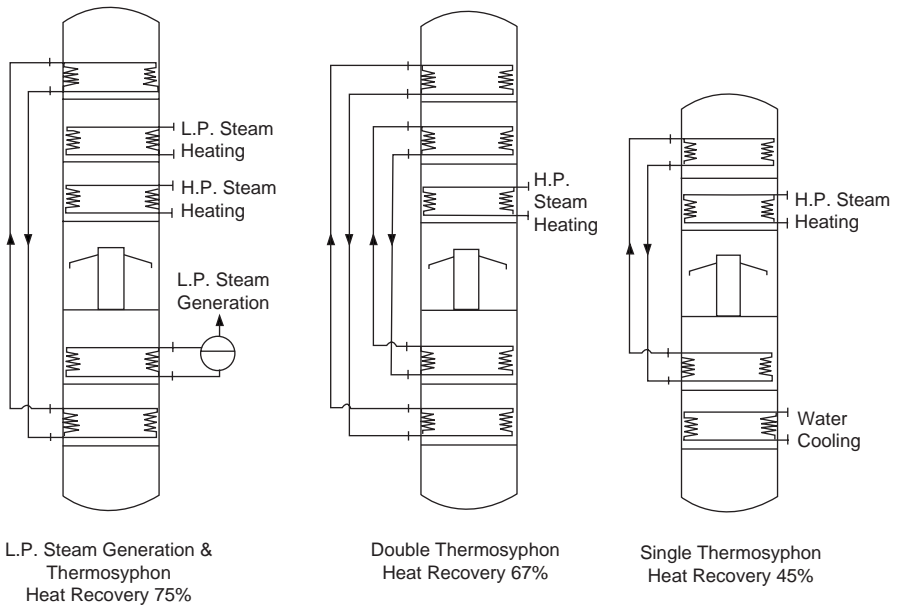 L.P. Steam
Heating
H.P. Steam
Heating
L.P. Steam
Generation
L.P. Steam Generation &
Thermosyphon
Heat Recovery 75%
H.P.
Steam
Heating
Double Thermosyphon
Heat Recovery 67%
H.P. Steam
Heating
Water
Cooling
Single Thermosyphon
Heat Recovery 45%